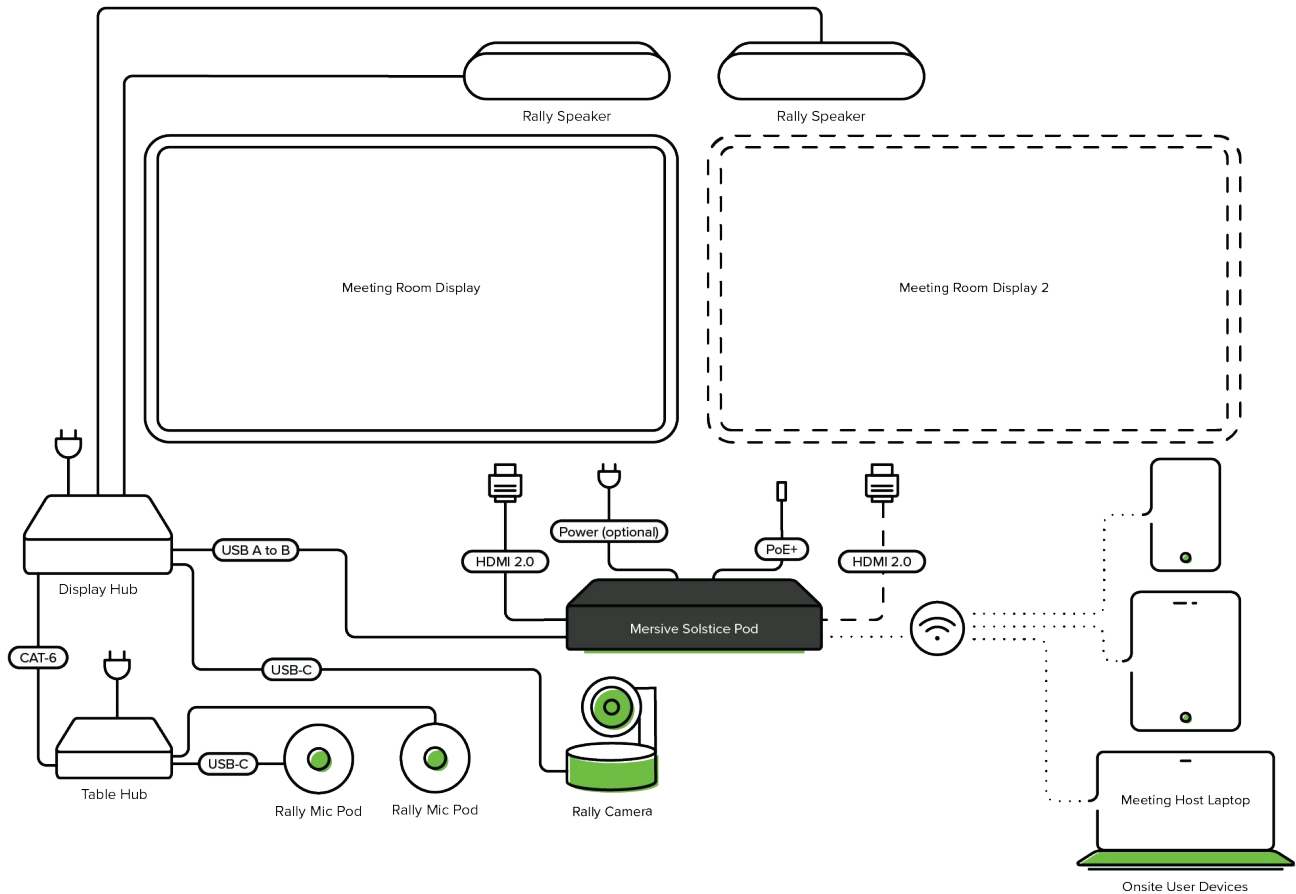 Rally Speaker
Rally Speaker
Meeting Room Display
Meeting Room Display 2
USB A to B
HDMI 2.0
Power (optional)
PoE+
HDMI 2.0
Display Hub
Mersive Solstice Pod
CAT-6
USB-C
USB-C
Table Hub
Rally Mic Pod
Rally Mic Pod
Rally Camera
Meeting Host Laptop
Onsite User Devices